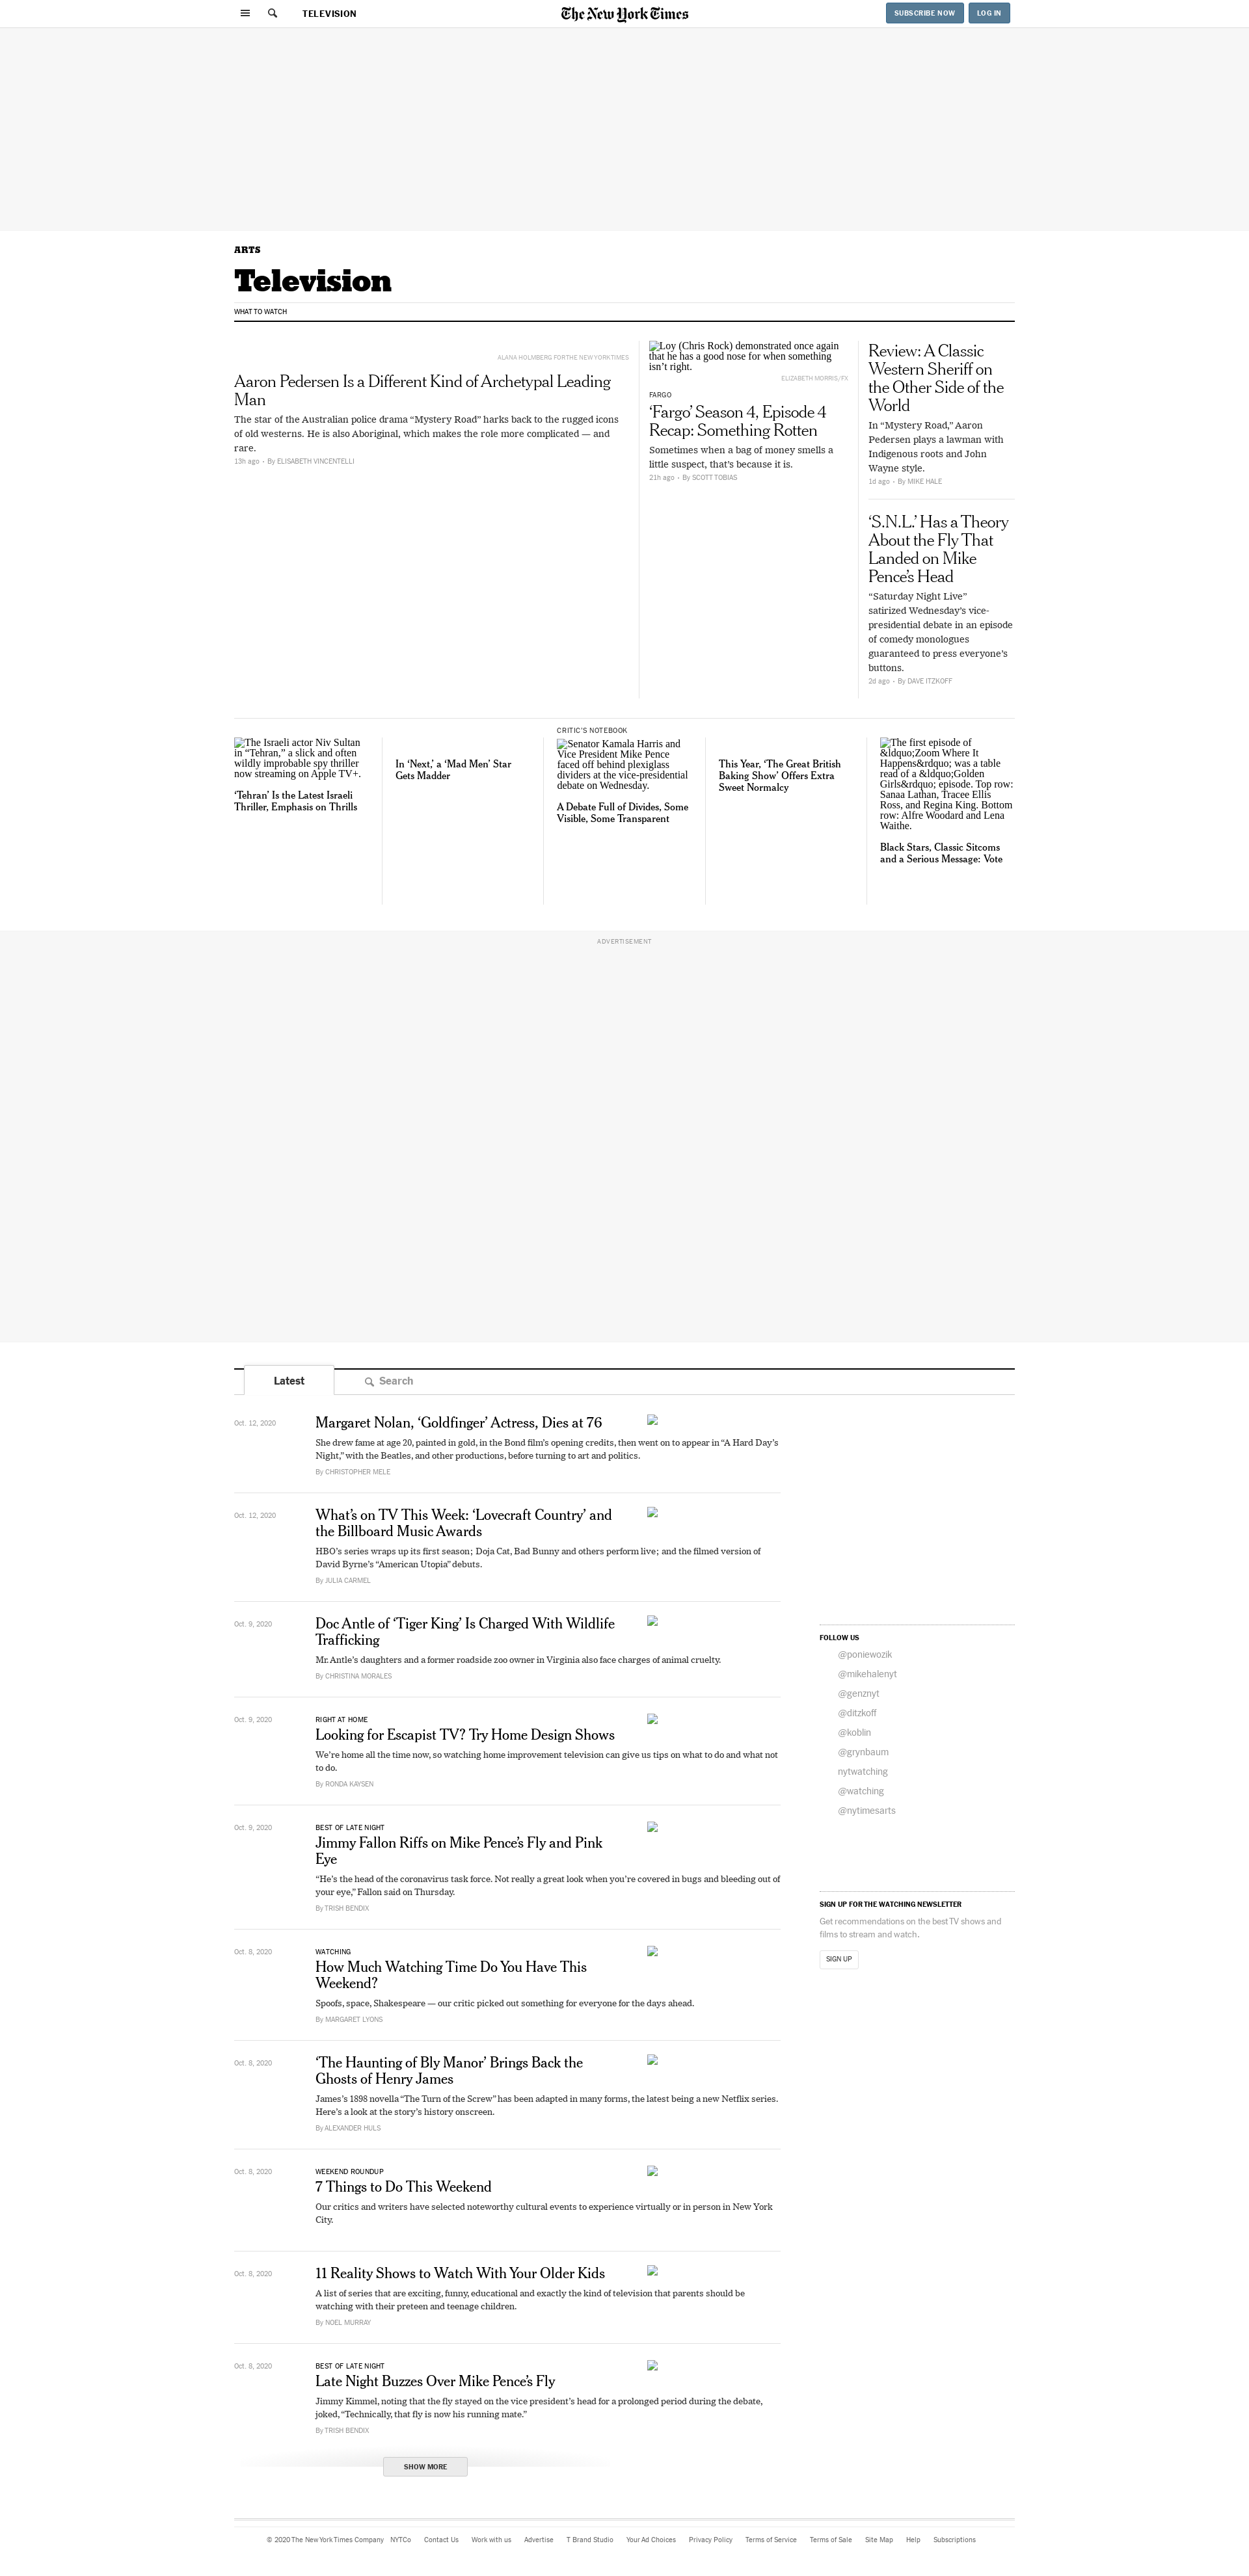 TELEVISION
The New York Times
SUBSCRIBE NOW
LOG IN
ARTS
Television
WHAT TO WATCH
ALANA HOLMBERG FOR THE NEW YORK TIMES
Aaron Pedersen Is a Different Kind of Archetypal Leading
Man
The star of the Australian police drama “Mystery Road” harks back to the rugged icons
of old westerns. He is also Aboriginal, which makes the role more complicated — and
rare.
13h ago • By ELISABETH VINCENTELLI
Loy (Chris Rock) demonstrated once again
that he has a good nose for when something
isn’t right.
ELIZABETH MORRIS/FX
FARGO
‘Fargo’ Season 4, Episode 4
Recap: Something Rotten
Sometimes when a bag of money smells a
little suspect, that’s because it is.
21h ago • By SCOTT TOBIAS
Review: A Classic
Western Sheriff on
the Other Side of the
World
In “Mystery Road,” Aaron
Pedersen plays a lawman with
Indigenous roots and John
Wayne style.
1d ago • By MIKE HALE
‘S.N.L.’ Has a Theory
About the Fly That
Landed on Mike
Pence’s Head
“Saturday Night Live”
satirized Wednesday’s vice-
presidential debate in an episode
of comedy monologues
guaranteed to press everyone’s
buttons.
2d ago • By DAVE ITZKOFF
The Israeli actor Niv Sultan
in “Tehran,” a slick and often
wildly improbable spy thriller
now streaming on Apple TV+.
‘Tehran’ Is the Latest Israeli
Thriller, Emphasis on Thrills
In ‘Next,’ a ‘Mad Men’ Star
Gets Madder
CRITIC’S NOTEBOOK
Senator Kamala Harris and
Vice President Mike Pence
faced off behind plexiglass
dividers at the vice-presidential
debate on Wednesday.
A Debate Full of Divides, Some
Visible, Some Transparent
This Year, ‘The Great British
Baking Show’ Offers Extra
Sweet Normalcy
The first episode of
&ldquo;Zoom Where It
Happens&rdquo; was a table
read of a &ldquo;Golden
Girls&rdquo; episode. Top row:
Sanaa Lathan, Tracee Ellis
Ross, and Regina King. Bottom
row: Alfre Woodard and Lena
Waithe.
Black Stars, Classic Sitcoms
and a Serious Message: Vote
ADVERTISEMENT
Latest
Search
Oct. 12, 2020
Margaret Nolan, ‘Goldfinger’ Actress, Dies at 76
She drew fame at age 20, painted in gold, in the Bond film’s opening credits, then went on to appear in “A Hard Day’s
Night,” with the Beatles, and other productions, before turning to art and politics.
By CHRISTOPHER MELE
Oct. 12, 2020
What’s on TV This Week: ‘Lovecraft Country’ and
the Billboard Music Awards
HBO’s series wraps up its first season; Doja Cat, Bad Bunny and others perform live; and the filmed version of
David Byrne’s “American Utopia” debuts.
By JULIA CARMEL
Oct. 9, 2020
Doc Antle of ‘Tiger King’ Is Charged With Wildlife
Trafficking
Mr. Antle’s daughters and a former roadside zoo owner in Virginia also face charges of animal cruelty.
By CHRISTINA MORALES
Oct. 9, 2020
RIGHT AT HOME
Looking for Escapist TV? Try Home Design Shows
We’re home all the time now, so watching home improvement television can give us tips on what to do and what not
to do.
By RONDA KAYSEN
Oct. 9, 2020
BEST OF LATE NIGHT
Jimmy Fallon Riffs on Mike Pence’s Fly and Pink
Eye
“He’s the head of the coronavirus task force. Not really a great look when you’re covered in bugs and bleeding out of
your eye,” Fallon said on Thursday.
By TRISH BENDIX
Oct. 8, 2020
WATCHING
How Much Watching Time Do You Have This
Weekend?
Spoofs, space, Shakespeare — our critic picked out something for everyone for the days ahead.
By MARGARET LYONS
Oct. 8, 2020
‘The Haunting of Bly Manor’ Brings Back the
Ghosts of Henry James
James’s 1898 novella “The Turn of the Screw” has been adapted in many forms, the latest being a new Netflix series.
Here’s a look at the story’s history onscreen.
By ALEXANDER HULS
Oct. 8, 2020
WEEKEND ROUNDUP
7 Things to Do This Weekend
Our critics and writers have selected noteworthy cultural events to experience virtually or in person in New York
City.
Oct. 8, 2020
11 Reality Shows to Watch With Your Older Kids
A list of series that are exciting, funny, educational and exactly the kind of television that parents should be
watching with their preteen and teenage children.
By NOEL MURRAY
Oct. 8, 2020
BEST OF LATE NIGHT
Late Night Buzzes Over Mike Pence’s Fly
Jimmy Kimmel, noting that the fly stayed on the vice president’s head for a prolonged period during the debate,
joked, “Technically, that fly is now his running mate.”
By TRISH BENDIX
SHOW MORE
FOLLOW US
@poniewozik
@mikehalenyt
@genznyt
@ditzkoff
@koblin
@grynbaum
nytwatching
@watching
@nytimesarts
SIGN UP FOR THE WATCHING NEWSLETTER
Get recommendations on the best TV shows and
films to stream and watch.
SIGN UP
© 2020 The New York Times Company NYTCo Contact Us Work with us Advertise T Brand Studio Your Ad Choices Privacy Policy Terms of Service Terms of Sale Site Map Help Subscriptions